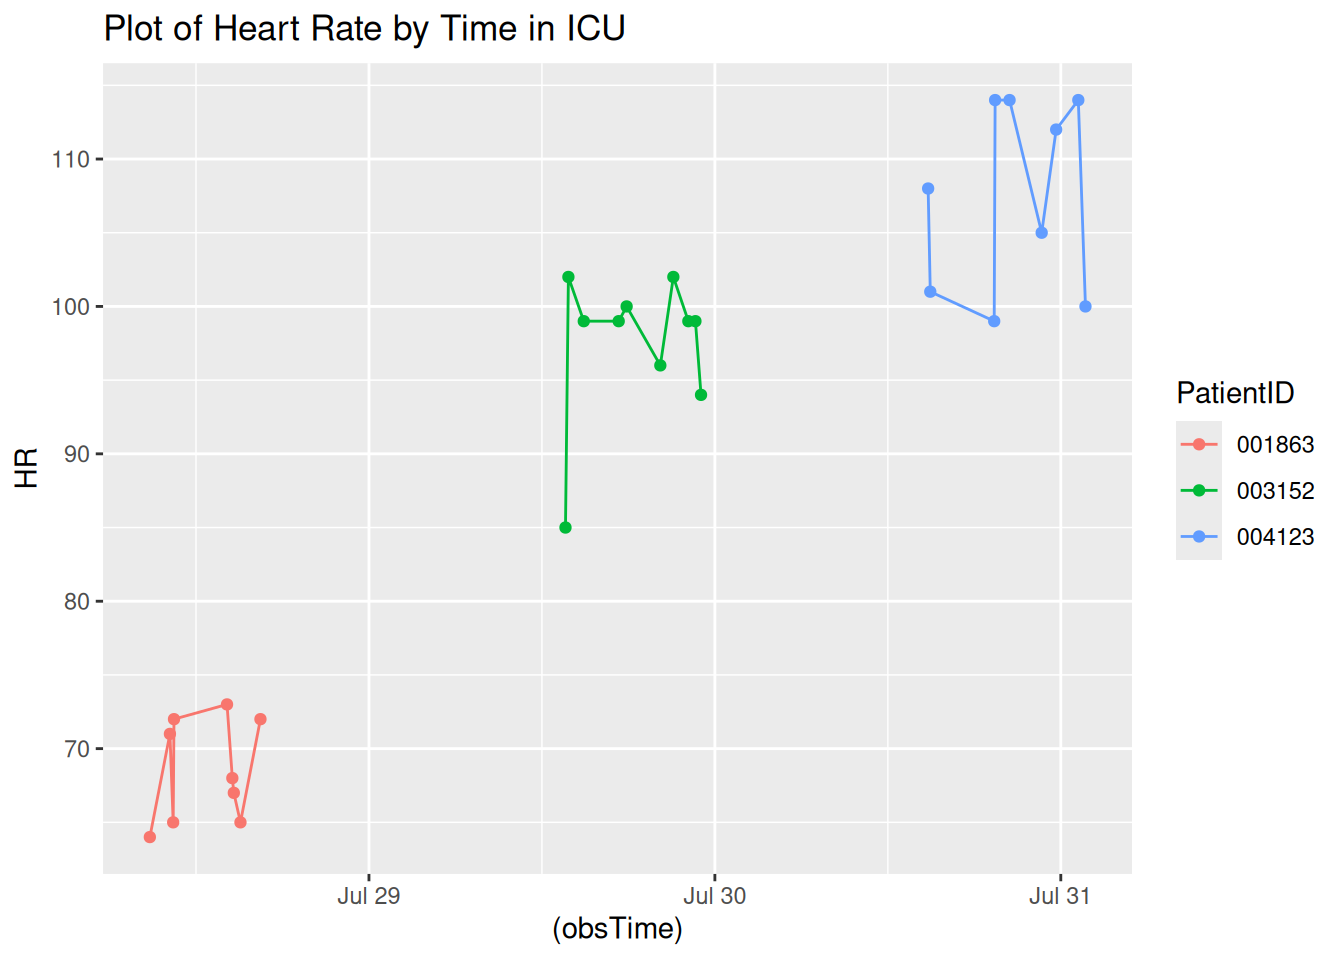 Plot of Heart Rate by Time in ICU
110
100
90
80
70
HR
Jul 29
Jul 30
Jul 31
(obsTime)
PatientID
001863
003152
004123